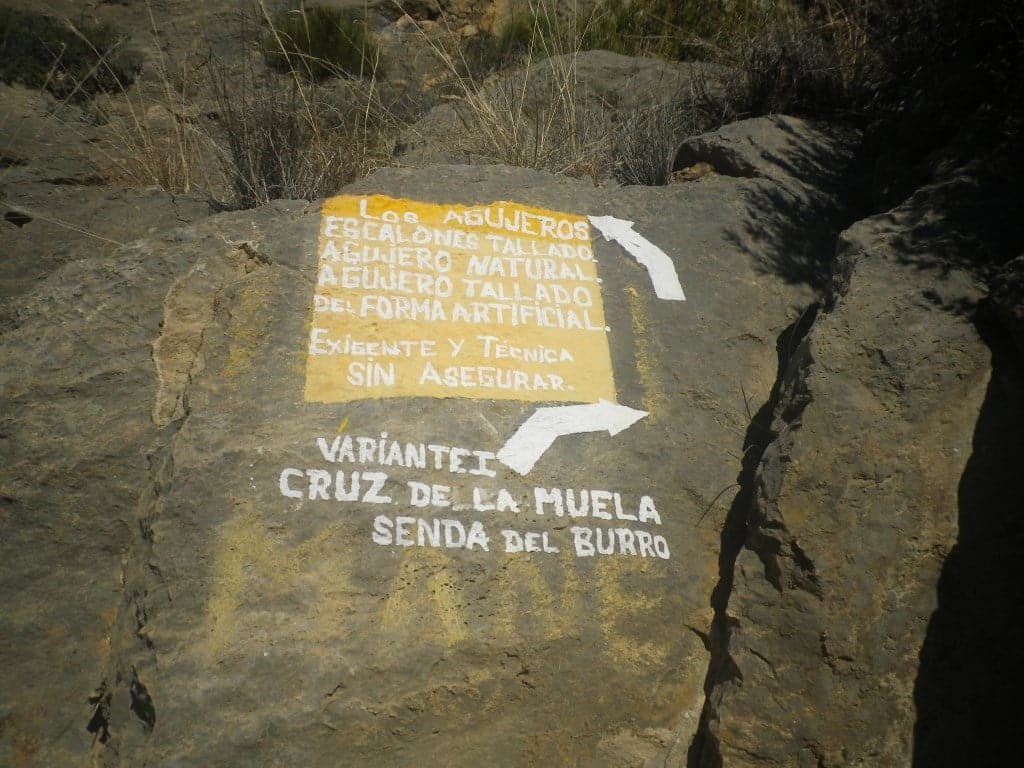 Los AGUJEROS
ESCALONES TALLADO.
AGUJERO NATURAL.
AGUJERO TALLADO
DEL FORMA ARTIFICIAL.
EXIGENTE Y TÉCNICA
SIN ASEGURAR.
VARIANTE I
CRUZ DE LA MUELA
SENDA DEL BURRO